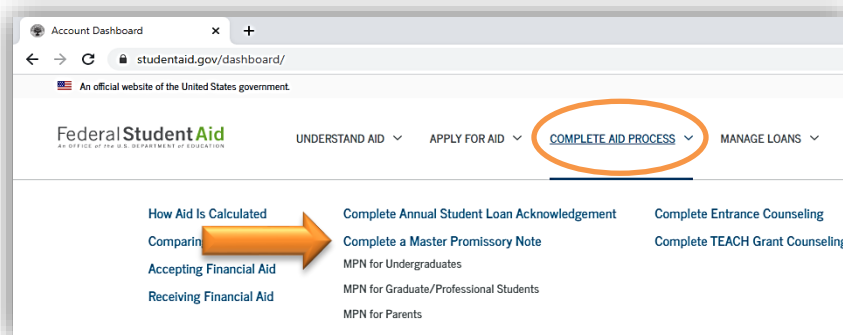 Account Dashboard
studentaid.gov/dashboard/
An official website of the United States government.
Federal Student Aid
An OFFICE of the U.S. DEPARTMENT of EDUCATION
UNDERSTAND AID APPLY FOR AID COMPLETE AID PROCESS MANAGE LOANS
How Aid Is Calculated Complete Annual Student Loan Acknowledgement Complete Entrance Counseling
Complete a Master Promissory Note Complete TEACH Grant Counseling
Accepting Financial Aid MPN for Undergraduates
Receiving Financial Aid MPN for Graduate/Professional Students
MPN for Parents